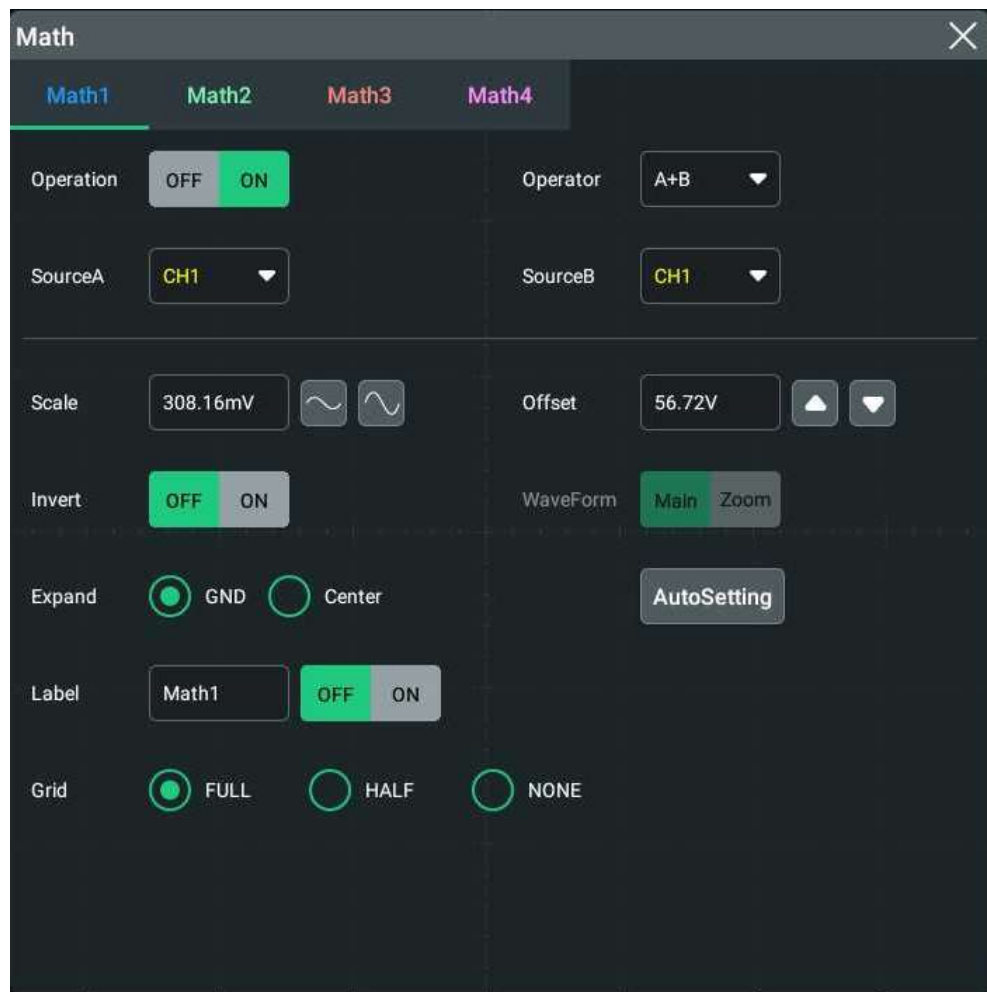 Math
Math1 Math2 Math3 Math4
Operation OFF ON Operator A+B
SourceA CH1 SourceB CH1
Scale 308.16mV Offset 56.72V
Invert OFF ON WaveForm Main Zoom
Expand GND Center AutoSetting
Label Math1 OFF ON
Grid FULL HALF NONE